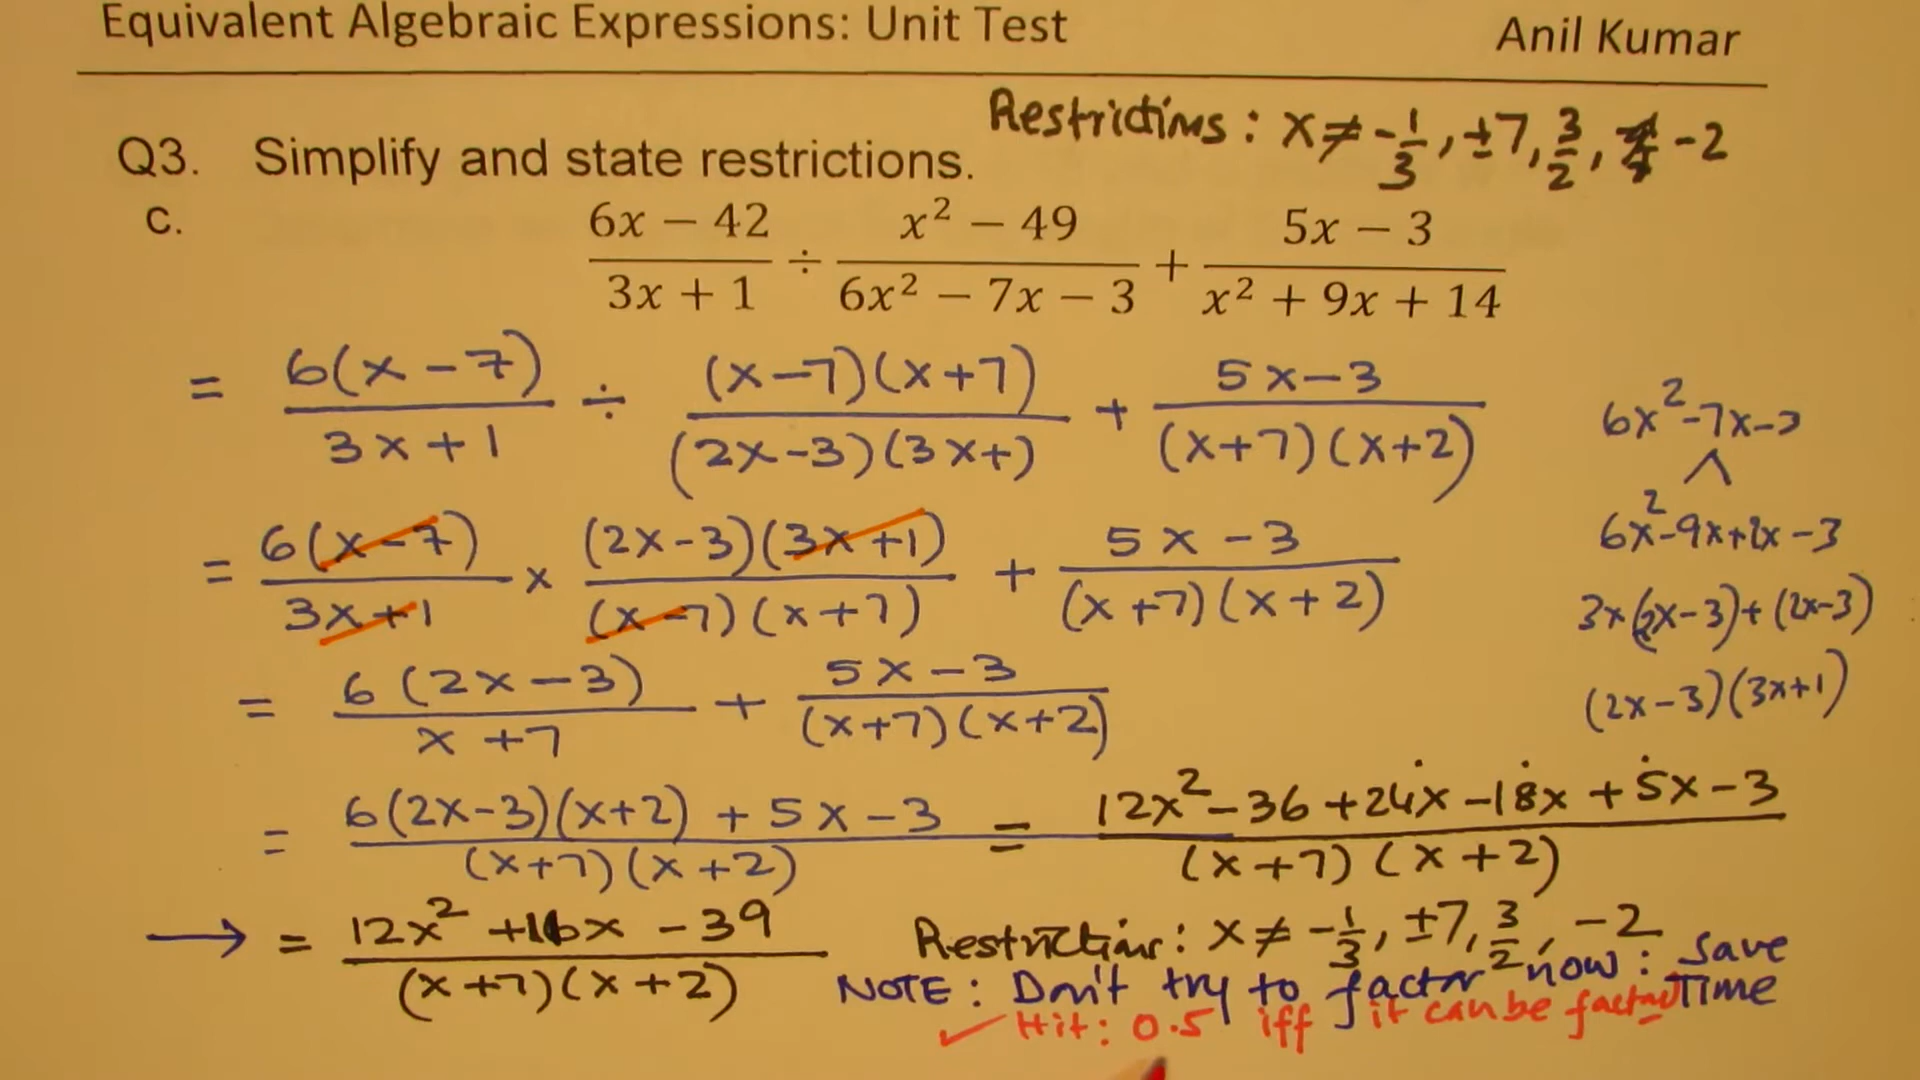 Equivalent Algebraic Expressions: Unit Test Anil Kumar
Restrictions : x ≠ -1/3, ±7, 3/2, -2
Q3. Simplify and state restrictions.
c. (6x − 42)/(3x + 1) ÷ (x² − 49)/(6x² − 7x − 3) + (5x − 3)/(x² + 9x + 14)
= 6(x-7)/(3x+1) ÷ (x-7)(x+7)/((2x-3)(3x+)) + (5x-3)/((x+7)(x+2))
6x²-7x-3
= 6(x-7)/(3x+1) × (2x-3)(3x+1)/((x-7)(x+7)) + (5x-3)/((x+7)(x+2))
6x²-9x+2x-3
3x(2x-3)+(2x-3)
(2x-3)(3x+1)
= 6(2x-3)/(x+7) + (5x-3)/((x+7)(x+2))
= (6(2x-3)(x+2) + 5x-3)/((x+7)(x+2)) = (12x²-36+24x-18x+5x-3)/((x+7)(x+2))
→ = (12x²+11x-39)/((x+7)(x+2)) Restrictions : x ≠ -1/3, ±7, 3/2, -2
NOTE : Don't try to factor now : Save Time
✓ Hit : 0.5 iff it can be factored